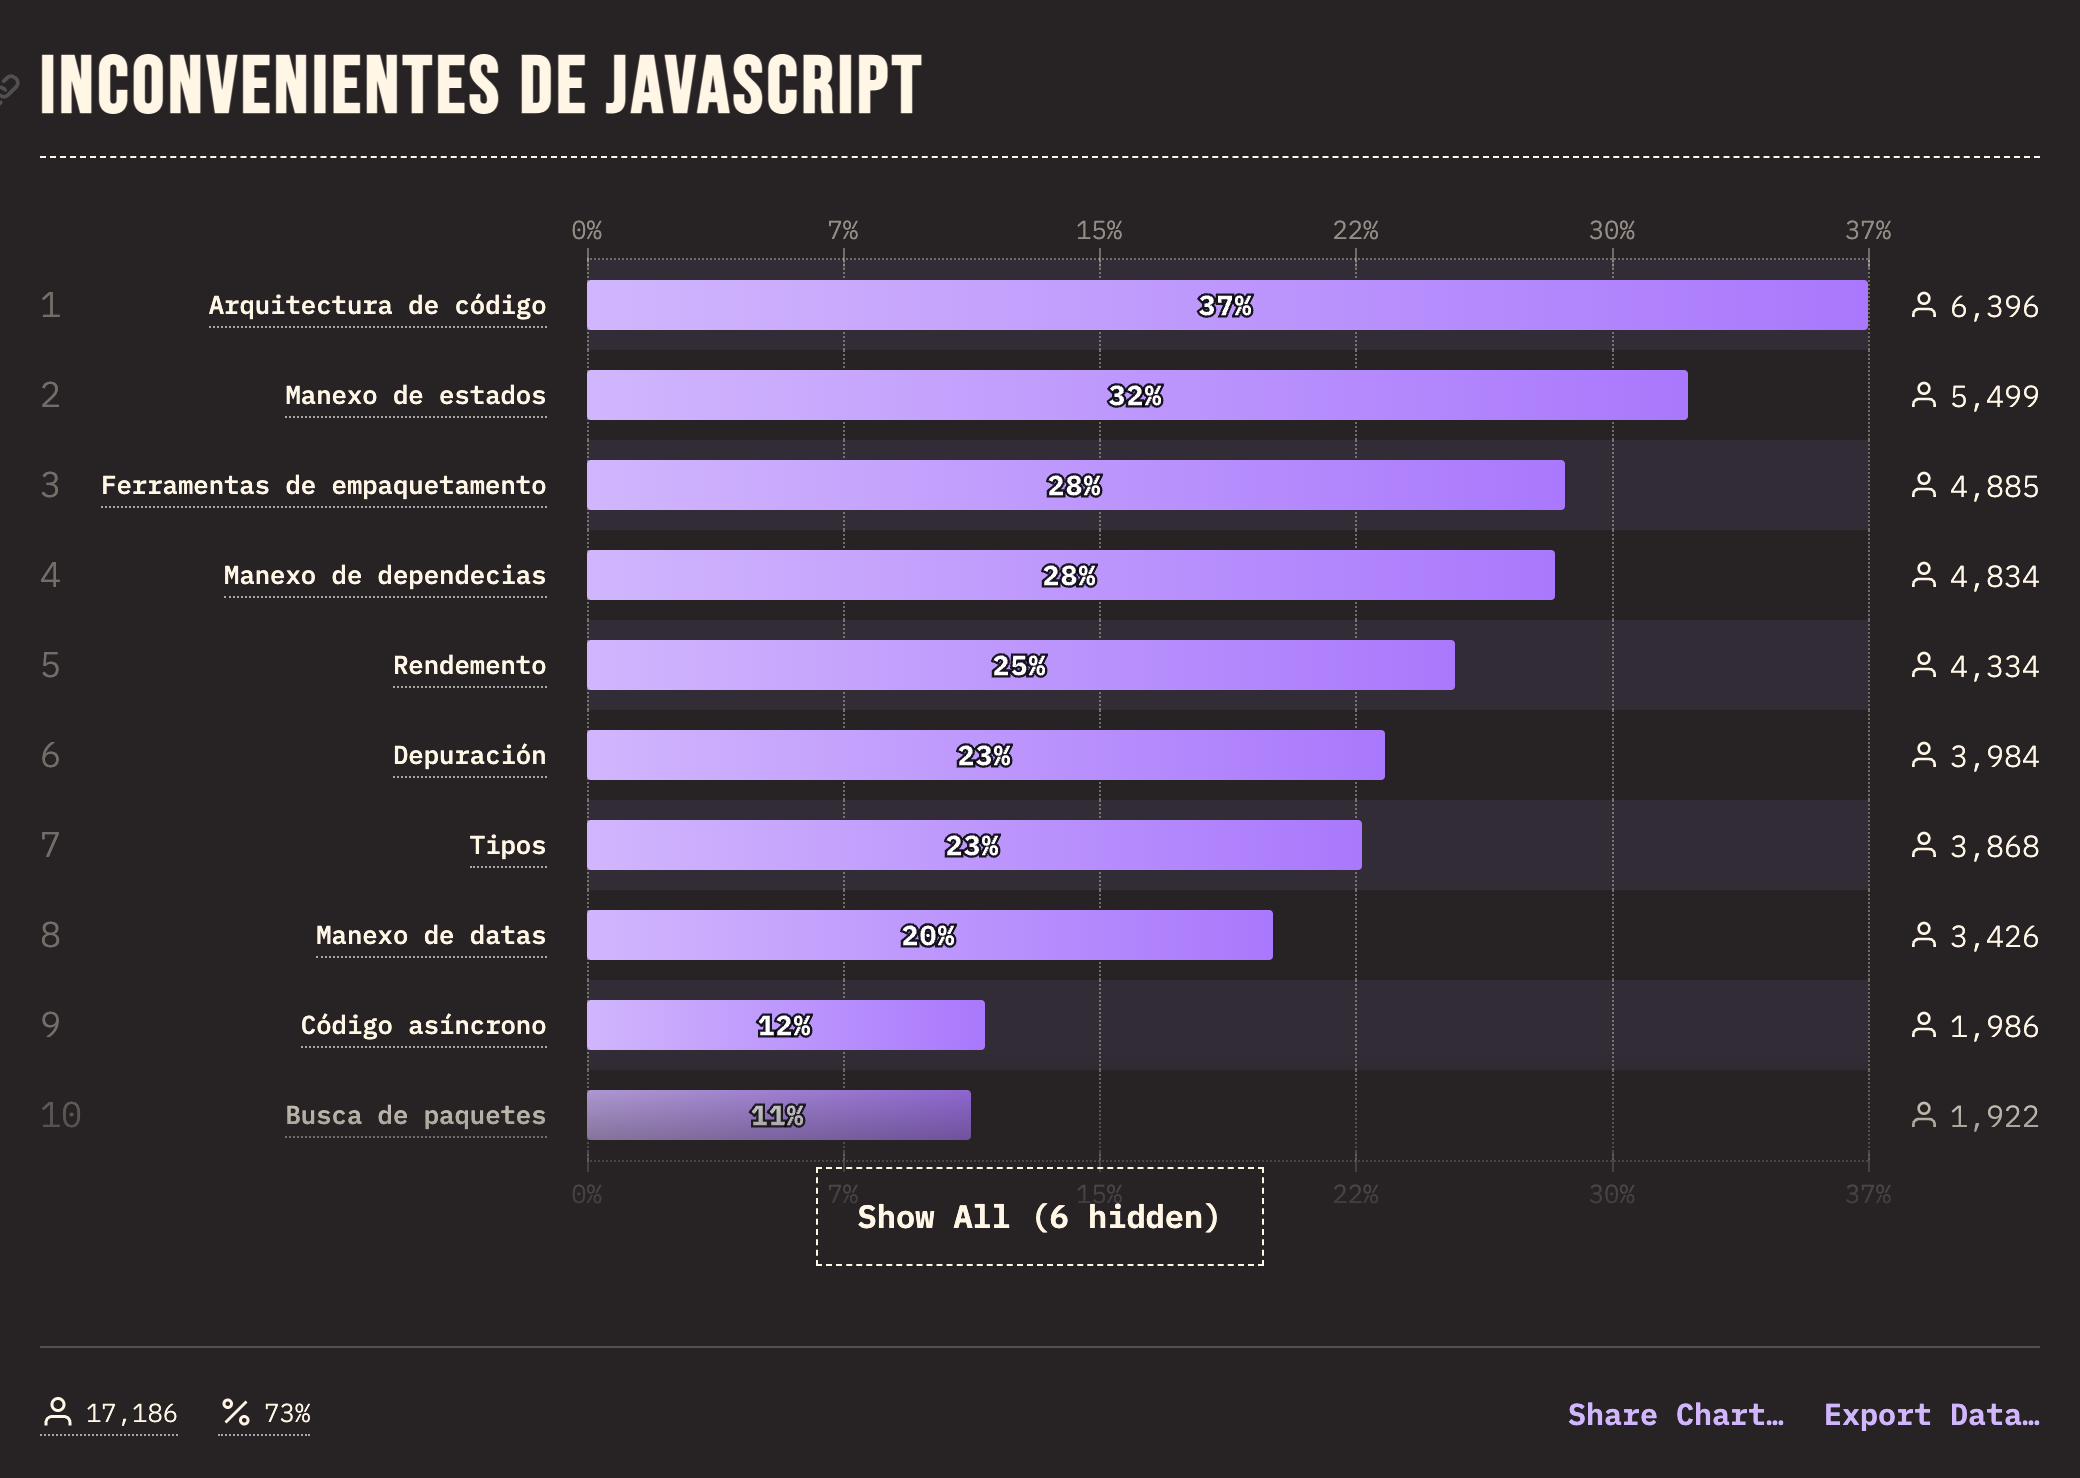 INCONVENIENTES DE JAVASCRIPT
0% 7% 15% 22% 30% 37%
1 Arquitectura de código 37% 6,396
2 Manexo de estados 32% 5,499
3 Ferramentas de empaquetamento 28% 4,885
4 Manexo de dependecias 28% 4,834
5 Rendemento 25% 4,334
6 Depuración 23% 3,984
7 Tipos 23% 3,868
8 Manexo de datas 20% 3,426
9 Código asíncrono 12% 1,986
10 Busca de paquetes 11% 1,922
0% 7% 15% 22% 30% 37%
Show All (6 hidden)
17,186 73% Share Chart… Export Data…